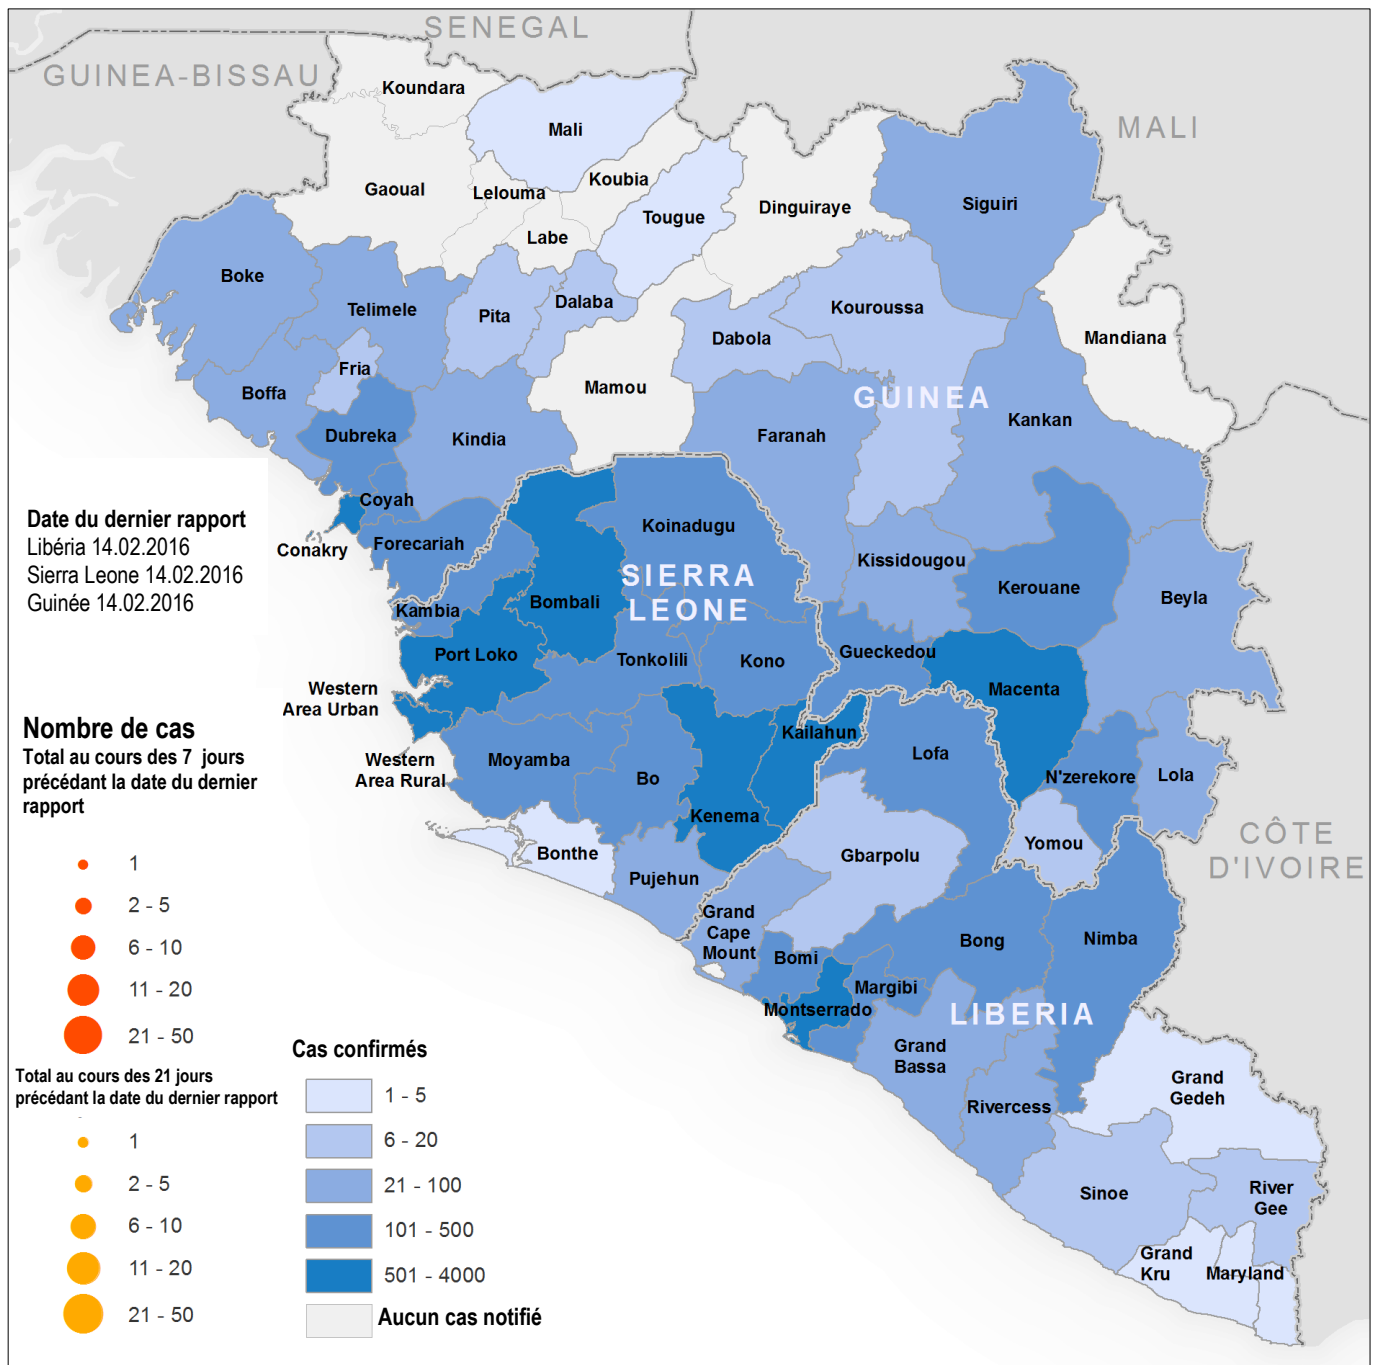 SENEGAL
GUINEA-BISSAU
MALI
CÔTE
D'IVOIRE
GUINEA
SIERRA
LEONE
LIBERIA
Koundara
Mali
Gaoual
Lelouma
Koubia
Labe
Tougue
Dinguiraye
Siguiri
Boke
Telimele
Pita
Dalaba
Kouroussa
Dabola
Mandiana
Fria
Boffa
Mamou
Dubreka
Kindia
Faranah
Kankan
Coyah
Conakry
Forecariah
Koinadugu
Kissidougou
Kerouane
Beyla
Kambia
Bombali
Port Loko
Tonkolili
Kono
Gueckedou
Macenta
Western
Area Urban
Western
Area Rural
Moyamba
Bo
Kailahun
Kenema
Lofa
N'zerekore
Lola
Yomou
Bonthe
Pujehun
Gbarpolu
Grand
Cape
Mount
Bomi
Bong
Nimba
Margibi
Montserrado
Grand
Bassa
Rivercess
Grand
Gedeh
Sinoe
River
Gee
Grand
Kru
Maryland
Date du dernier rapport
Libéria 14.02.2016
Sierra Leone 14.02.2016
Guinée 14.02.2016
Nombre de cas
Total au cours des 7 jours
précédant la date du dernier
rapport
1
2 - 5
6 - 10
11 - 20
21 - 50
Total au cours des 21 jours
précédant la date du dernier rapport
1
2 - 5
6 - 10
11 - 20
21 - 50
Cas confirmés
1 - 5
6 - 20
21 - 100
101 - 500
501 - 4000
Aucun cas notifié